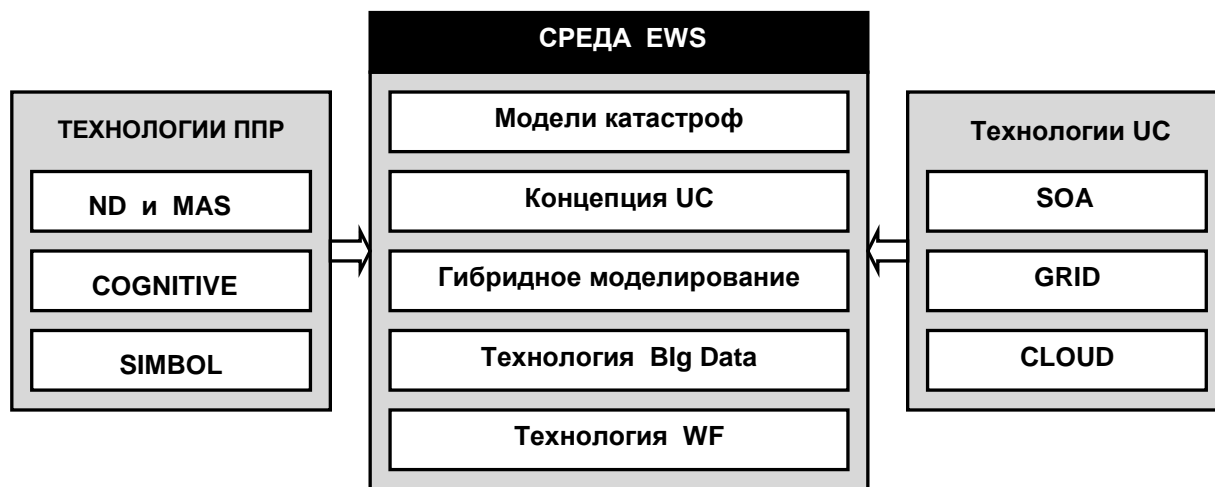 СРЕДА EWS
ТЕХНОЛОГИИ ППР
ND и MAS
COGNITIVE
SIMBOL
Модели катастроф
Концепция UC
Гибридное моделирование
Технология BIg Data
Технология WF
Технологии UC
SOA
GRID
CLOUD